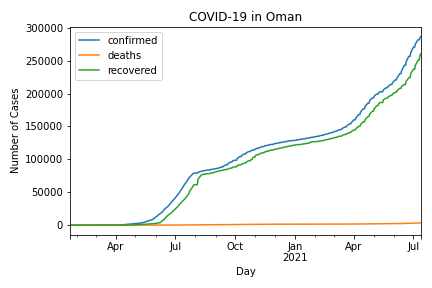 COVID-19 in Oman
300000
250000
200000
150000
100000
50000
0
Number of Cases
confirmed
deaths
recovered
Apr Jul Oct Jan Apr Jul
2021
Day